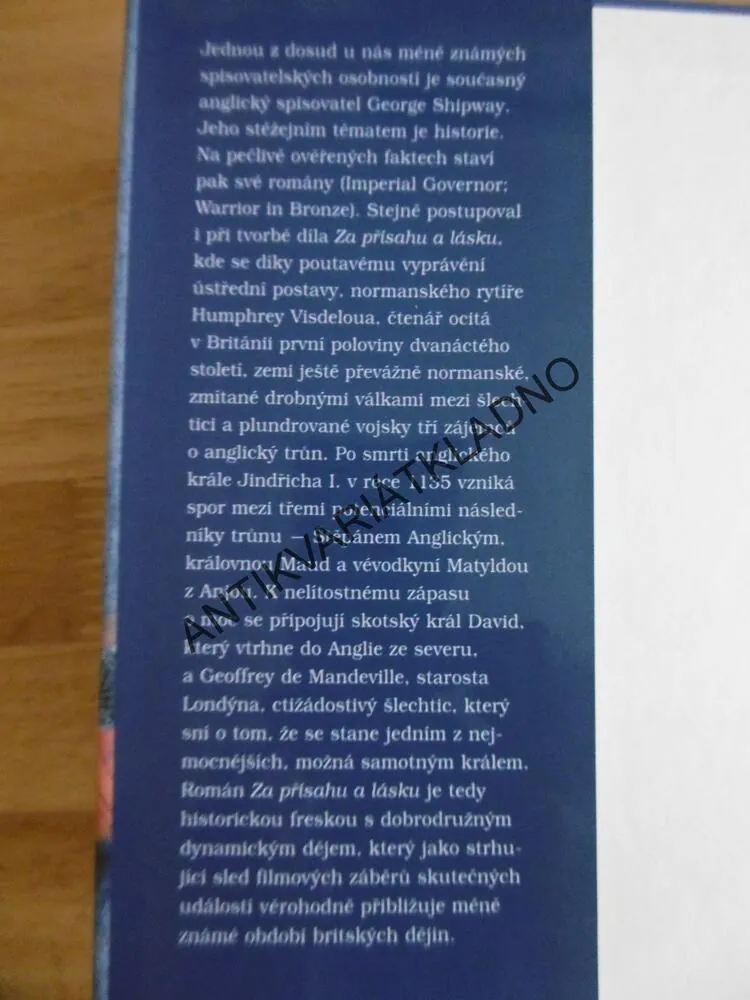 Jednou z dosud u nás méně známých
spisovatelských osobností je současný
anglický spisovatel George Shipway.
Jeho stěžejním tématem je historie.
Na pečlivě ověřených faktech staví
pak své romány (Imperial Governor;
Warrior in Bronze). Stejně postupoval
i při tvorbě díla Za přísahu a lásku,
kde se díky poutavému vyprávění
ústřední postavy, normanského rytíře
Humphrey Visdeloua, čtenář ocitá
v Británii první poloviny dvanáctého
století, zemi ještě převážně normanské,
zmítané drobnými válkami mezi šlech-
tici a plundrované vojsky tří zájemců
o anglický trůn. Po smrti anglického
krále Jindřicha I. v roce 1135 vzniká
spor mezi třemi potenciálními násled-
níky trůnu — Štěpánem Anglickým,
královnou Maud a vévodkyní Matyldou
z Anjou. K nelítostnému zápasu
o moc se připojují skotský král David,
který vtrhne do Anglie ze severu,
a Geoffrey de Mandeville, starosta
Londýna, ctižádostivý šlechtic, který
sní o tom, že se stane jedním z nej-
mocnějších, možná samotným králem.
Román Za přísahu a lásku je tedy
historickou freskou s dobrodružným
dynamickým dějem, který jako strhu-
jící sled filmových záběrů skutečných
událostí věrohodně přibližuje méně
známé období britských dějin.
ANTIKVARIÁTKLADNO